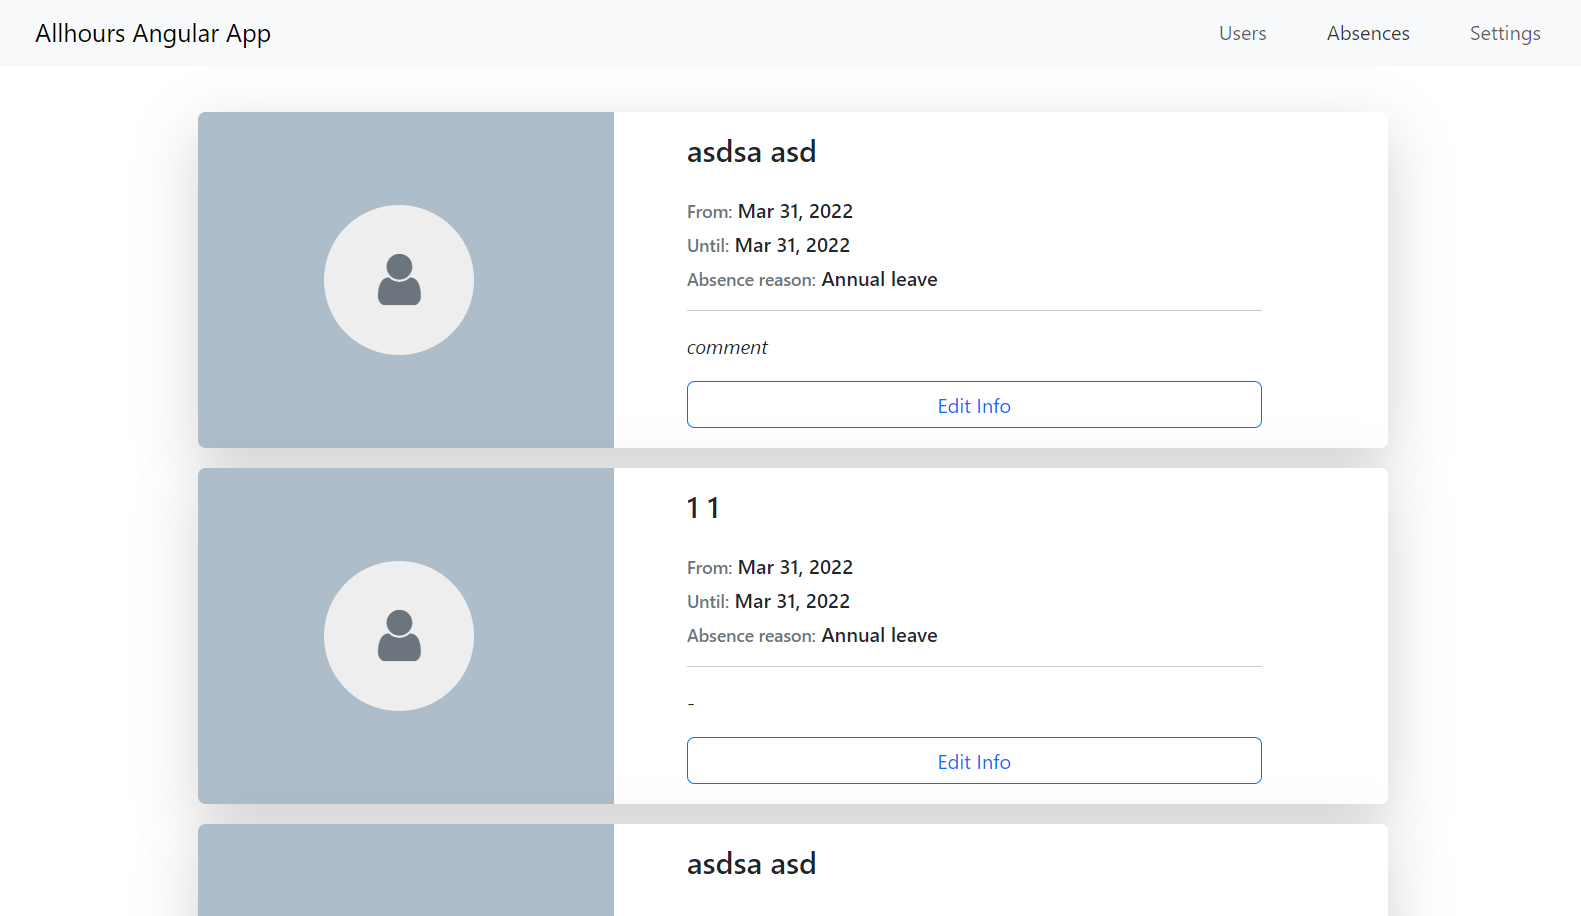 Allhours Angular App
Users Absences Settings
asdsa asd
From: Mar 31, 2022
Until: Mar 31, 2022
Absence reason: Annual leave
comment
Edit Info
1 1
From: Mar 31, 2022
Until: Mar 31, 2022
Absence reason: Annual leave
-
Edit Info
asdsa asd